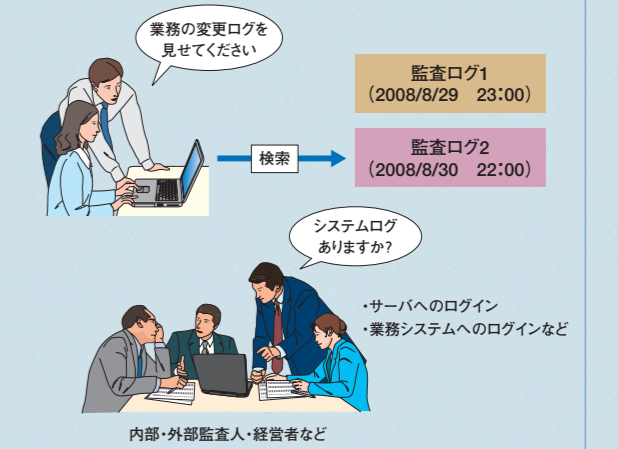 業務の変更ログを
見せてください
監査ログ1
(2008/8/29 23:00)
検索
監査ログ2
(2008/8/30 22:00)
システムログ
ありますか?
・サーバへのログイン
・業務システムへのログインなど
内部・外部監査人・経営者など